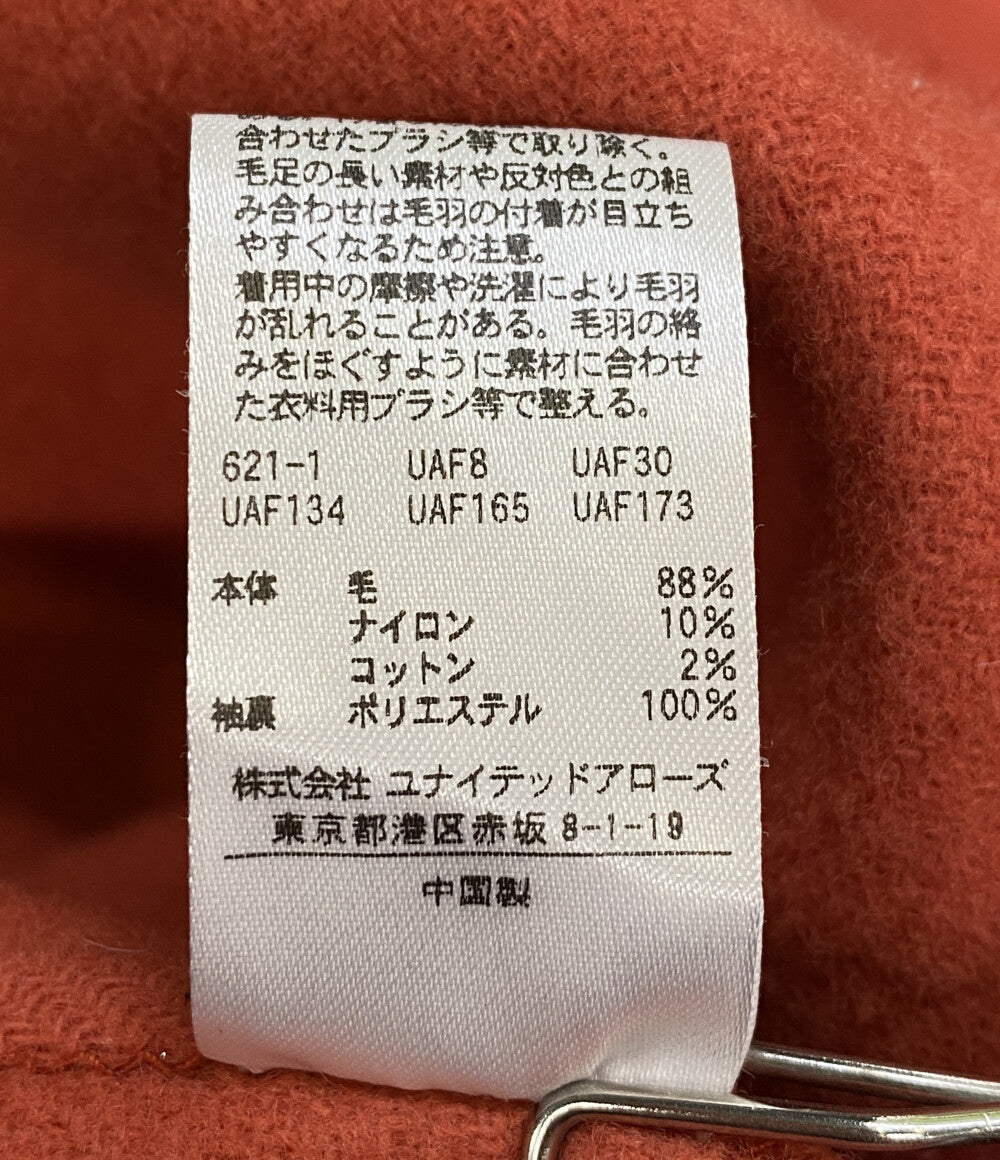 合わせたブラシ等で取り除く。
毛足の長い素材や反対色との組
み合わせは毛羽の付着が目立ち
やすくなるため注意。
着用中の摩擦や洗濯により毛羽
が乱れることがある。毛羽の絡
みをほぐすように素材に合わせ
た衣料用ブラシ等で整える。
621-1 UAF8 UAF30
UAF134 UAF165 UAF173
本体 毛 88%
ナイロン 10%
コットン 2%
袖裏 ポリエステル 100%
株式会社 ユナイテッドアローズ
東京都港区赤坂 8-1-19
中国製